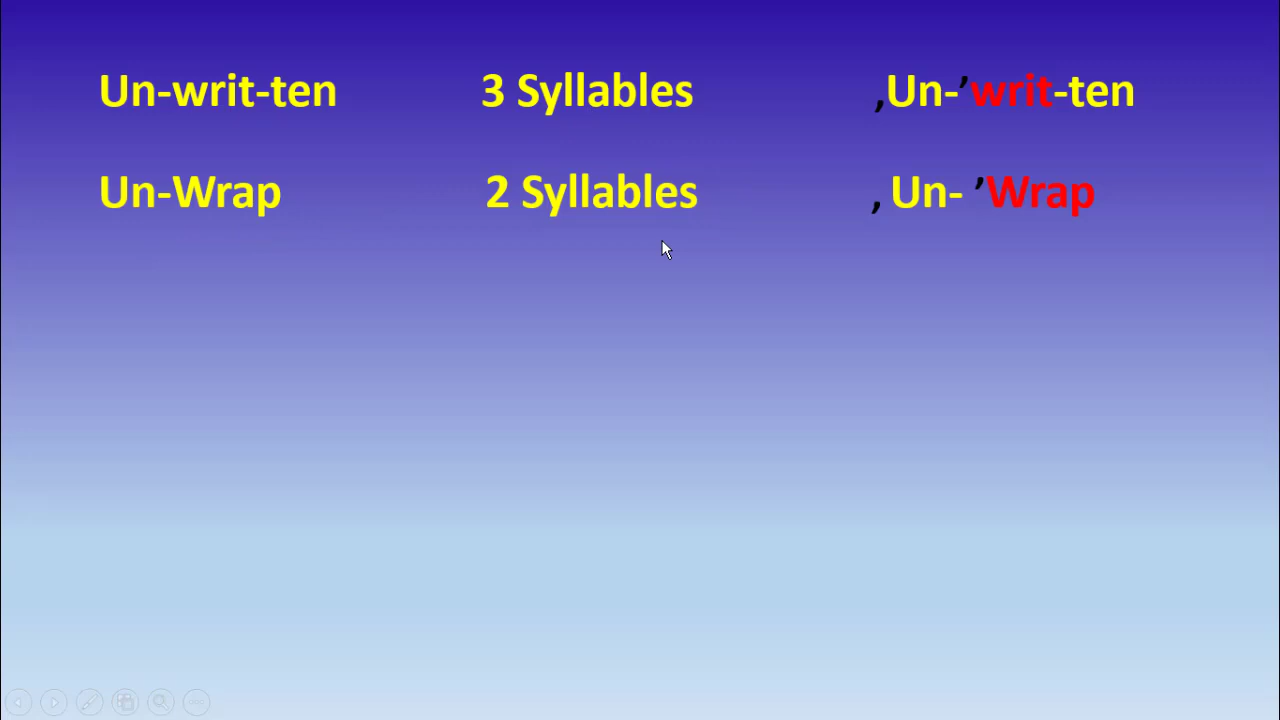 Un-writ-ten 3 Syllables ,Un-’writ-ten
Un-Wrap 2 Syllables , Un- ’Wrap